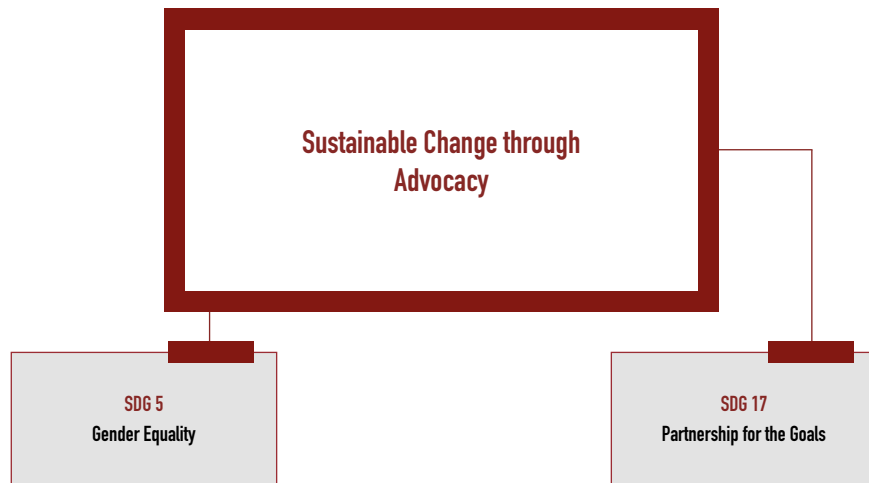 Sustainable Change through
Advocacy
SDG 5
Gender Equality
SDG 17
Partnership for the Goals